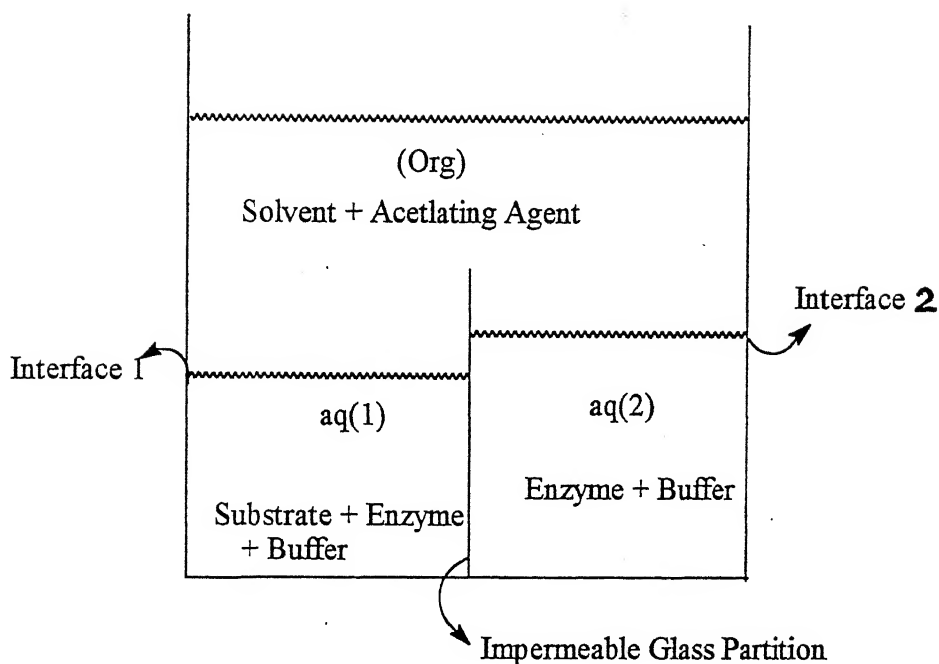 (Org)
Solvent + Acetlating Agent
Interface 2
Interface 1
aq(1)
aq(2)
Enzyme + Buffer
Substrate + Enzyme
+ Buffer
Impermeable Glass Partition